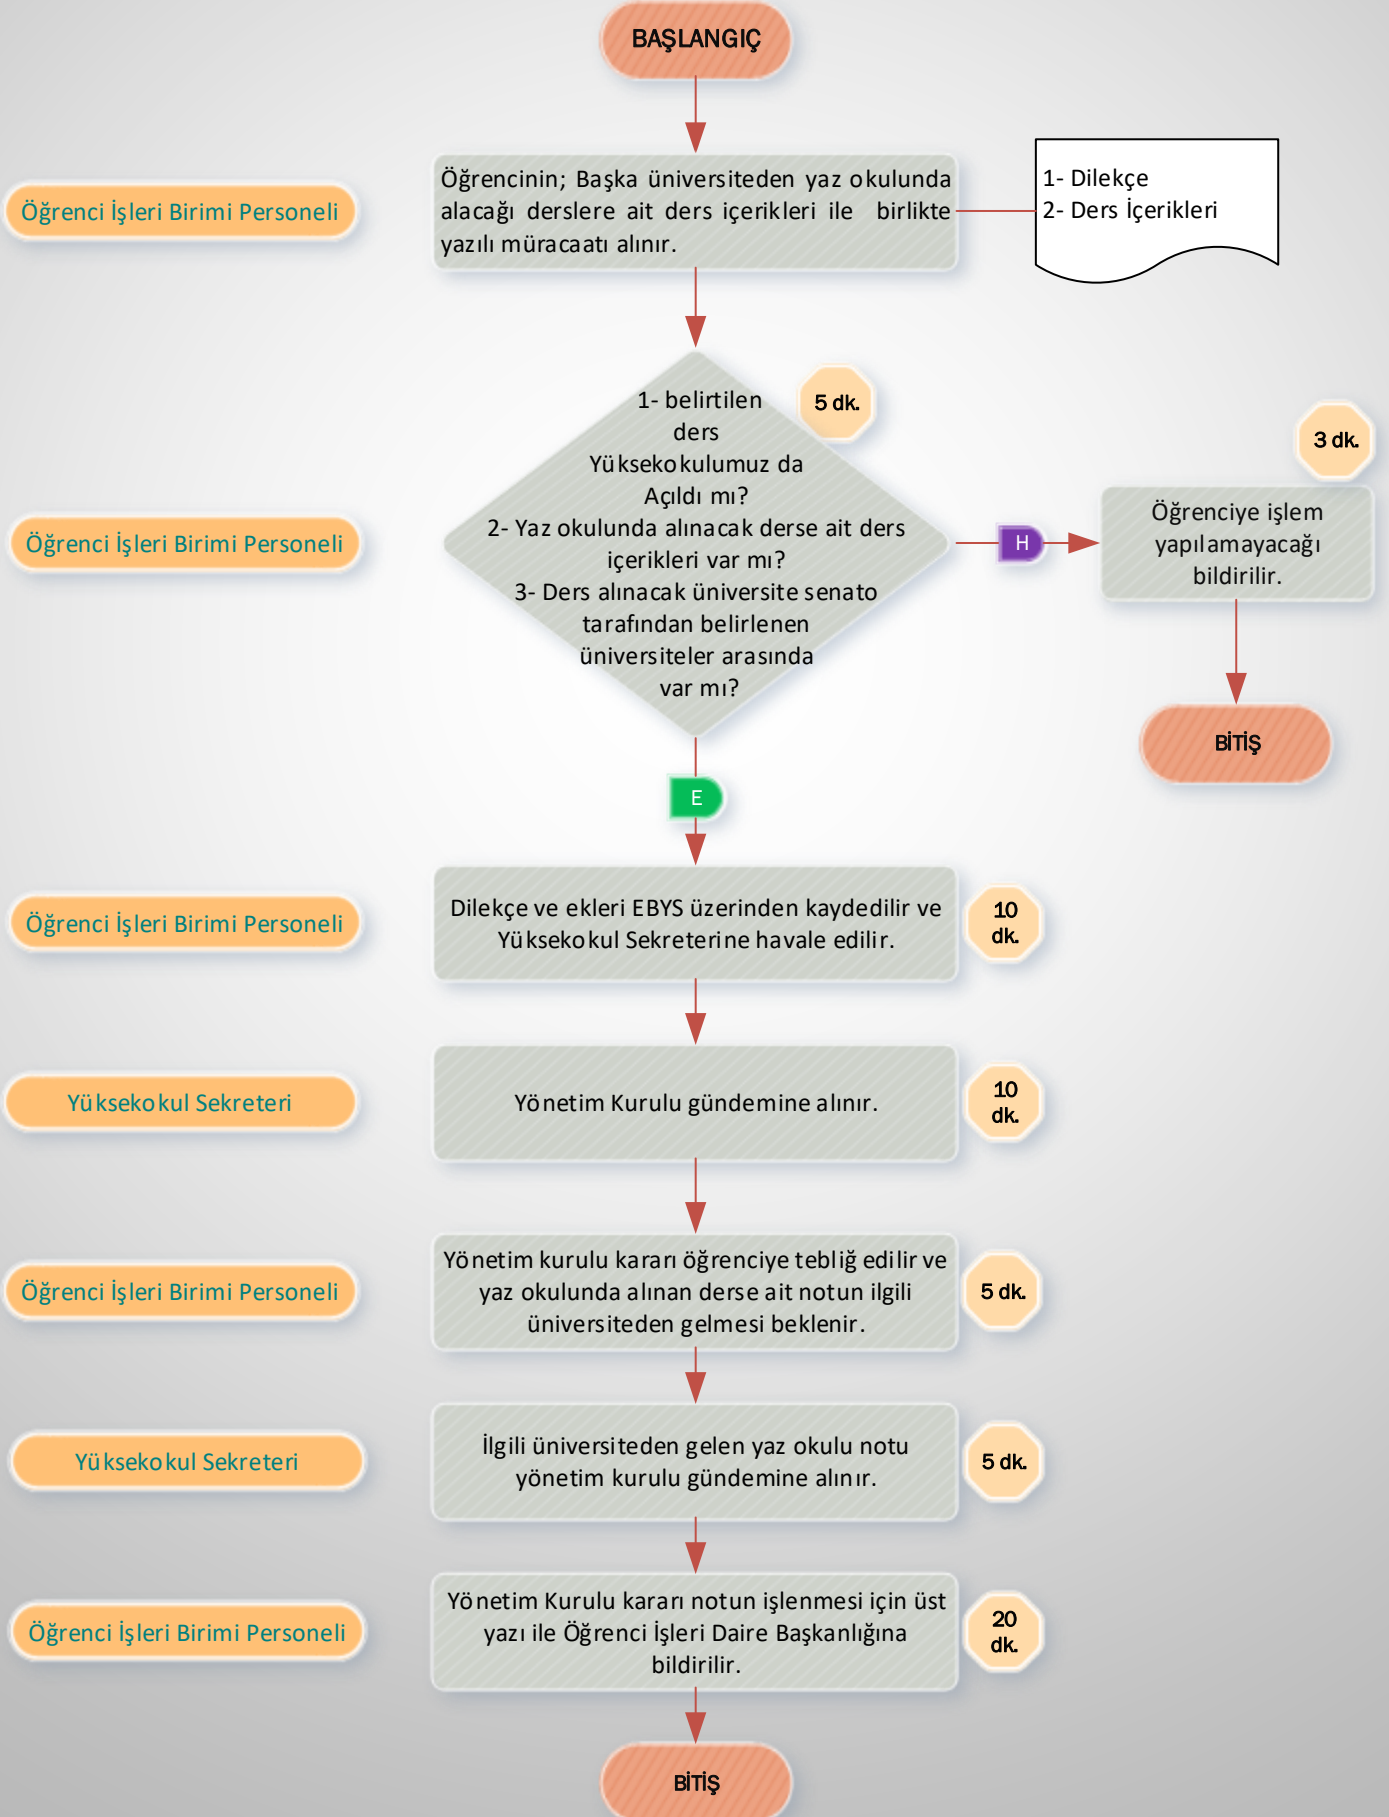 BAŞLANGIÇ
Öğrenci İşleri Birimi Personeli
Öğrencinin; Başka üniversiteden yaz okulunda
alacağı derslere ait ders içerikleri ile birlikte
yazılı müracaatı alınır.
1- Dilekçe
2- Ders İçerikleri
Öğrenci İşleri Birimi Personeli
1- belirtilen
ders
Yüksekokulumuz da
Açıldı mı?
2- Yaz okulunda alınacak derse ait ders
içerikleri var mı?
3- Ders alınacak üniversite senato
tarafından belirlenen
üniversiteler arasında
var mı?
5 dk.
H
3 dk.
Öğrenciye işlem
yapılamayacağı
bildirilir.
BİTİŞ
E
Öğrenci İşleri Birimi Personeli
Dilekçe ve ekleri EBYS üzerinden kaydedilir ve
Yüksekokul Sekreterine havale edilir.
10
dk.
Yüksekokul Sekreteri
Yönetim Kurulu gündemine alınır.
10
dk.
Öğrenci İşleri Birimi Personeli
Yönetim kurulu kararı öğrenciye tebliğ edilir ve
yaz okulunda alınan derse ait notun ilgili
üniversiteden gelmesi beklenir.
5 dk.
Yüksekokul Sekreteri
İlgili üniversiteden gelen yaz okulu notu
yönetim kurulu gündemine alınır.
5 dk.
Öğrenci İşleri Birimi Personeli
Yönetim Kurulu kararı notun işlenmesi için üst
yazı ile Öğrenci İşleri Daire Başkanlığına
bildirilir.
20
dk.
BİTİŞ